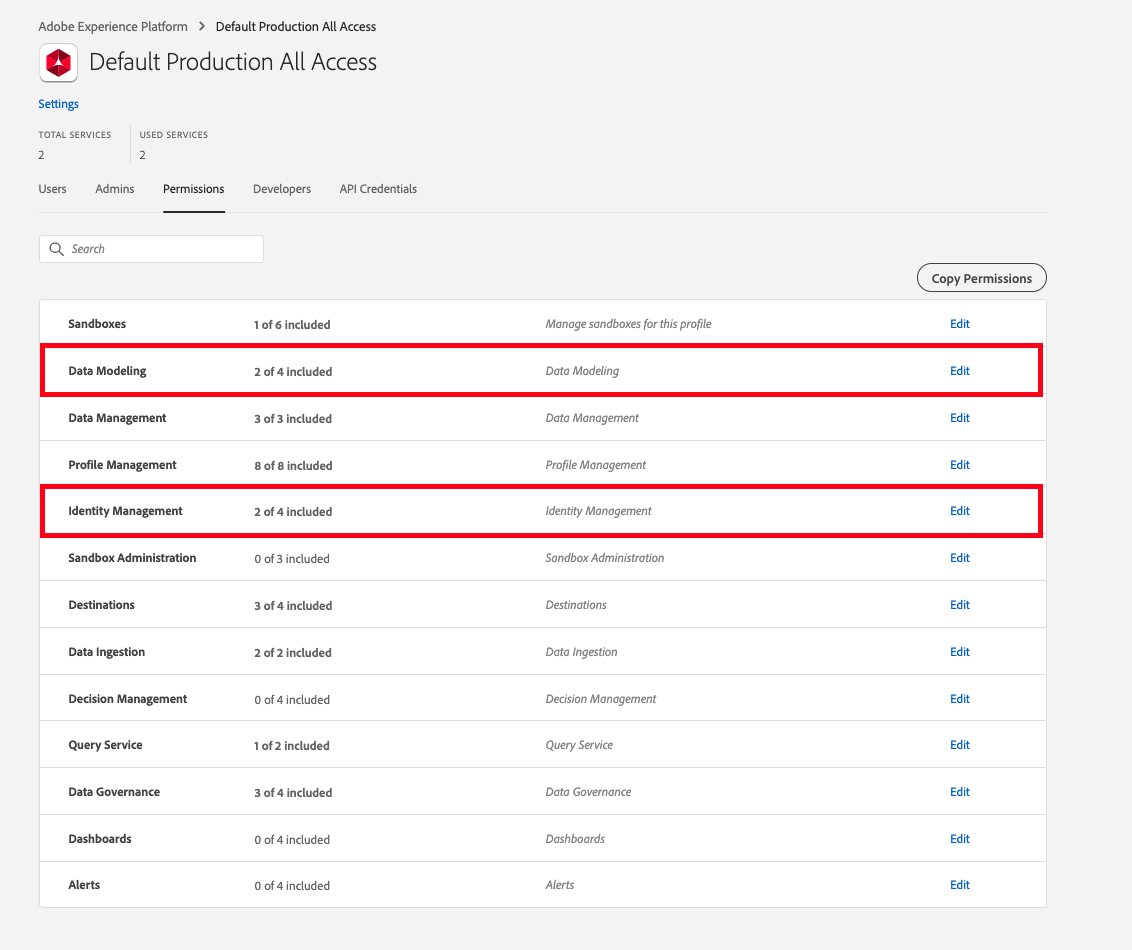 Adobe Experience Platform > Default Production All Access
Default Production All Access
Settings
TOTAL SERVICES USED SERVICES
2 2
Users Admins Permissions Developers API Credentials
Search
Copy Permissions
Sandboxes 1 of 6 included Manage sandboxes for this profile Edit
Data Modeling 2 of 4 included Data Modeling Edit
Data Management 3 of 3 included Data Management Edit
Profile Management 8 of 8 included Profile Management Edit
Identity Management 2 of 4 included Identity Management Edit
Sandbox Administration 0 of 3 included Sandbox Administration Edit
Destinations 3 of 4 included Destinations Edit
Data Ingestion 2 of 2 included Data Ingestion Edit
Decision Management 0 of 4 included Decision Management Edit
Query Service 1 of 2 included Query Service Edit
Data Governance 3 of 4 included Data Governance Edit
Dashboards 0 of 4 included Dashboards Edit
Alerts 0 of 4 included Alerts Edit